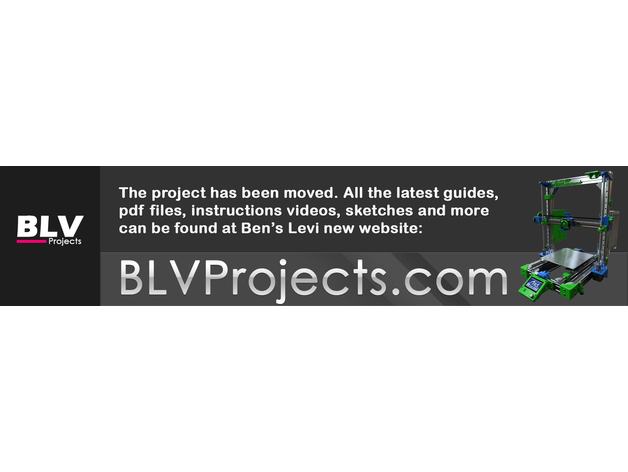 BLV
Projects
The project has been moved. All the latest guides,
pdf files, instructions videos, sketches and more
can be found at Ben's Levi new website:
BLVProjects.com